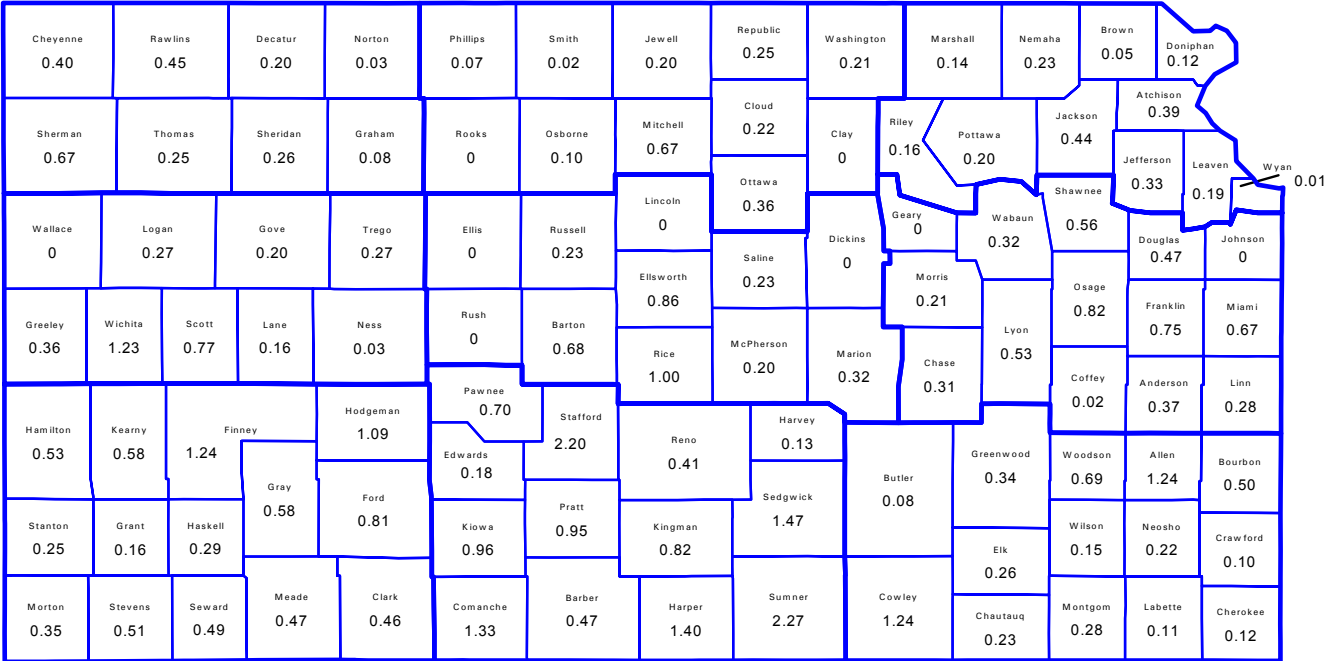 Cheyenne
0.40
Rawlins
0.45
Decatur
0.20
Norton
0.03
Phillips
0.07
Smith
0.02
Jewell
0.20
Republic
0.25
Washington
0.21
Marshall
0.14
Nemaha
0.23
Brown
0.05
Doniphan
0.12
Sherman
0.67
Thomas
0.25
Sheridan
0.26
Graham
0.08
Rooks
0
Osborne
0.10
Mitchell
0.67
Cloud
0.22
Clay
0
Riley
0.16
Pottawa
0.20
Jackson
0.44
Atchison
0.39
Jefferson
0.33
Leaven
0.19
Wyan
0.01
Wallace
0
Logan
0.27
Gove
0.20
Trego
0.27
Ellis
0
Russell
0.23
Lincoln
0
Ottawa
0.36
Saline
0.23
Dickins
0
Geary
0
Wabaun
0.32
Shawnee
0.56
Douglas
0.47
Johnson
0
Greeley
0.36
Wichita
1.23
Scott
0.77
Lane
0.16
Ness
0.03
Rush
0
Barton
0.68
Ellsworth
0.86
Rice
1.00
McPherson
0.20
Marion
0.32
Morris
0.21
Chase
0.31
Lyon
0.53
Osage
0.82
Coffey
0.02
Franklin
0.75
Miami
0.67
Anderson
0.37
Linn
0.28
Hamilton
0.53
Kearny
0.58
Finney
1.24
Hodgeman
1.09
Pawnee
0.70
Stafford
2.20
Edwards
0.18
Gray
0.58
Ford
0.81
Reno
0.41
Harvey
0.13
Sedgwick
1.47
Butler
0.08
Greenwood
0.34
Woodson
0.69
Allen
1.24
Bourbon
0.50
Stanton
0.25
Grant
0.16
Haskell
0.29
Kiowa
0.96
Pratt
0.95
Kingman
0.82
Elk
0.26
Wilson
0.15
Neosho
0.22
Crawford
0.10
Morton
0.35
Stevens
0.51
Seward
0.49
Meade
0.47
Clark
0.46
Comanche
1.33
Barber
0.47
Harper
1.40
Sumner
2.27
Cowley
1.24
Chautauq
0.23
Montgom
0.28
Labette
0.11
Cherokee
0.12